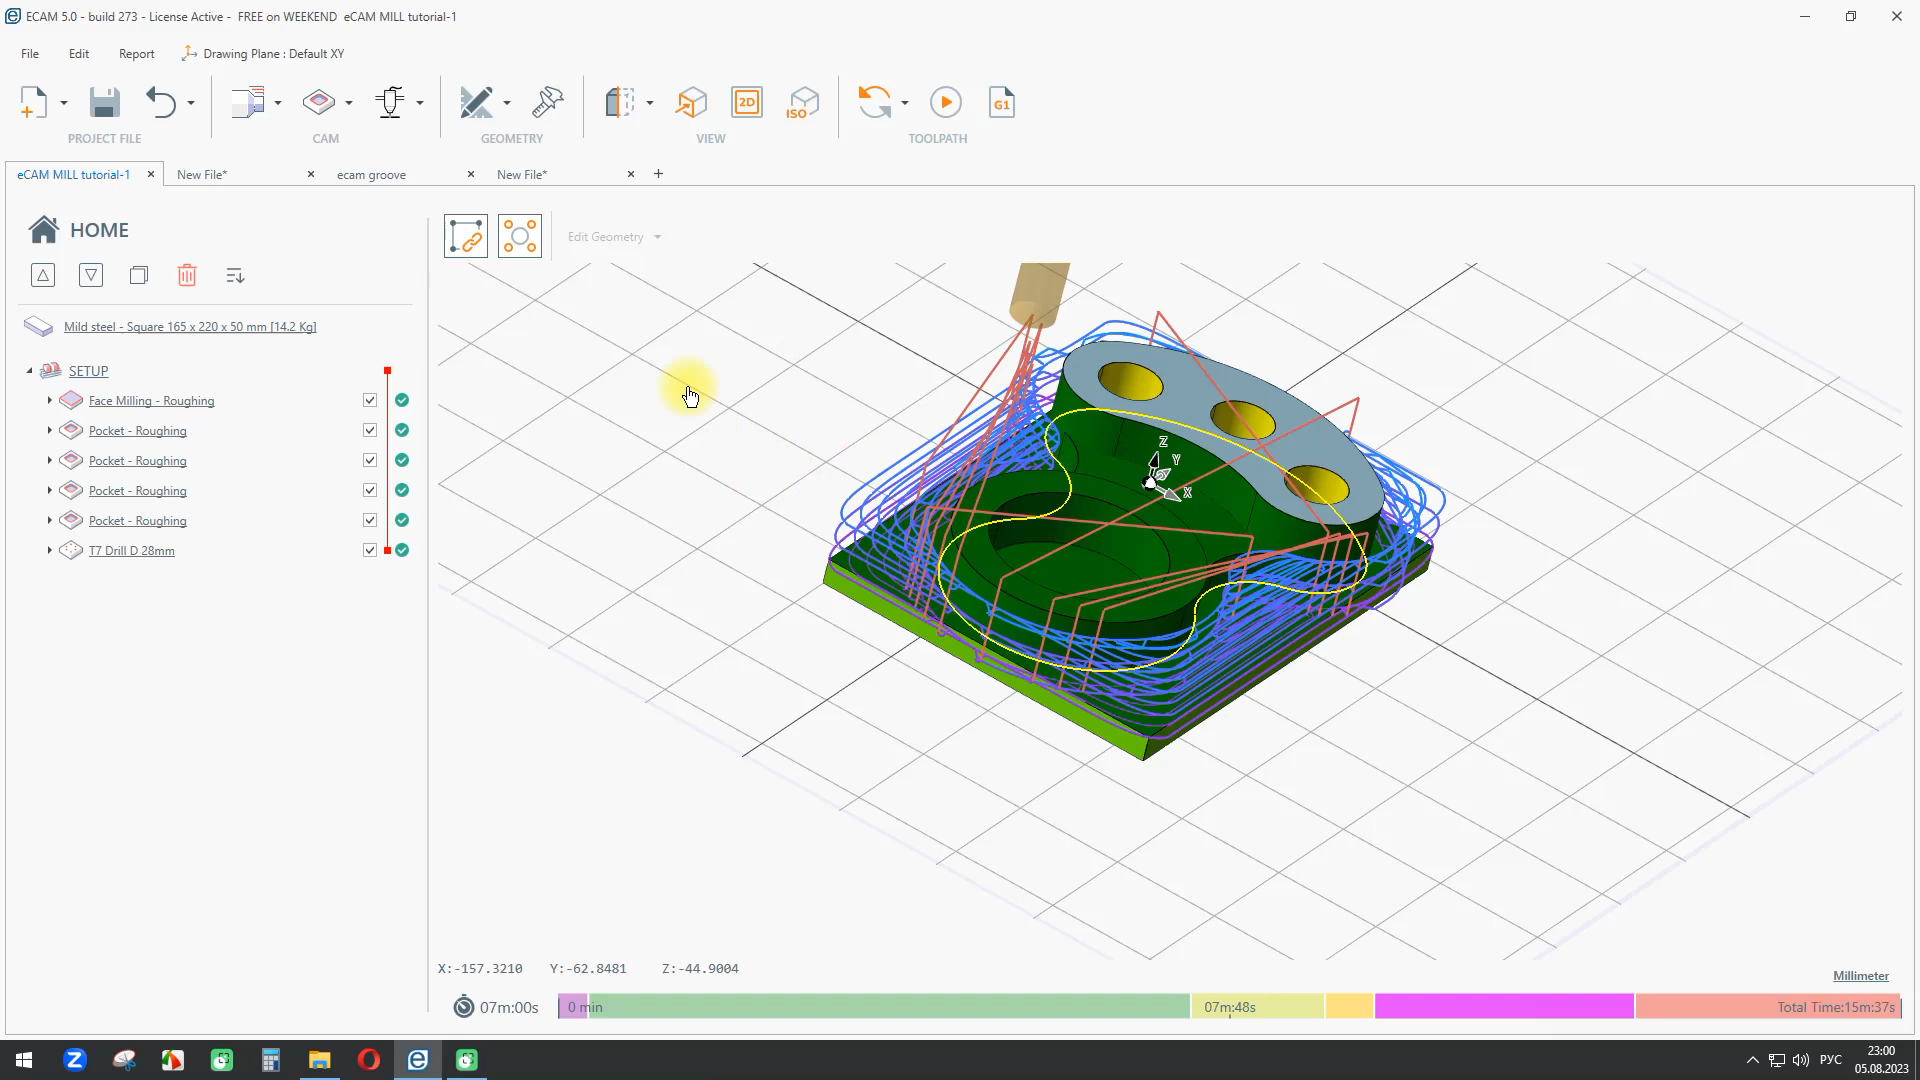 ECAM 5.0 - build 273 - License Active - FREE on WEEKEND eCAM MILL tutorial-1
File Edit Report Drawing Plane : Default XY
2D ISO G1
PROJECT FILE CAM GEOMETRY VIEW TOOLPATH
eCAM MILL tutorial-1 New File* ecam groove New File*
HOME
Edit Geometry
Mild steel - Square 165 x 220 x 50 mm [14.2 Kg]
SETUP
Face Milling - Roughing
Pocket - Roughing
Pocket - Roughing
Pocket - Roughing
Pocket - Roughing
T7 Drill D 28mm
Z
Y
X
X:-157.3210 Y:-62.8481 Z:-44.9004
Millimeter
07m:00s 0 min 07m:48s Total Time:15m:37s
РУС
23:00
05.08.2023